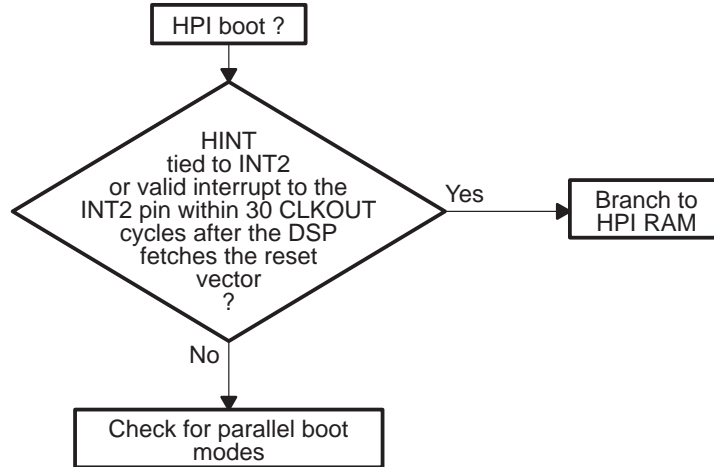 HPI boot ?
HINT
tied to INT2
or valid interrupt to the
INT2 pin within 30 CLKOUT
cycles after the DSP
fetches the reset
vector
?
Yes
Branch to
HPI RAM
No
Check for parallel boot
modes